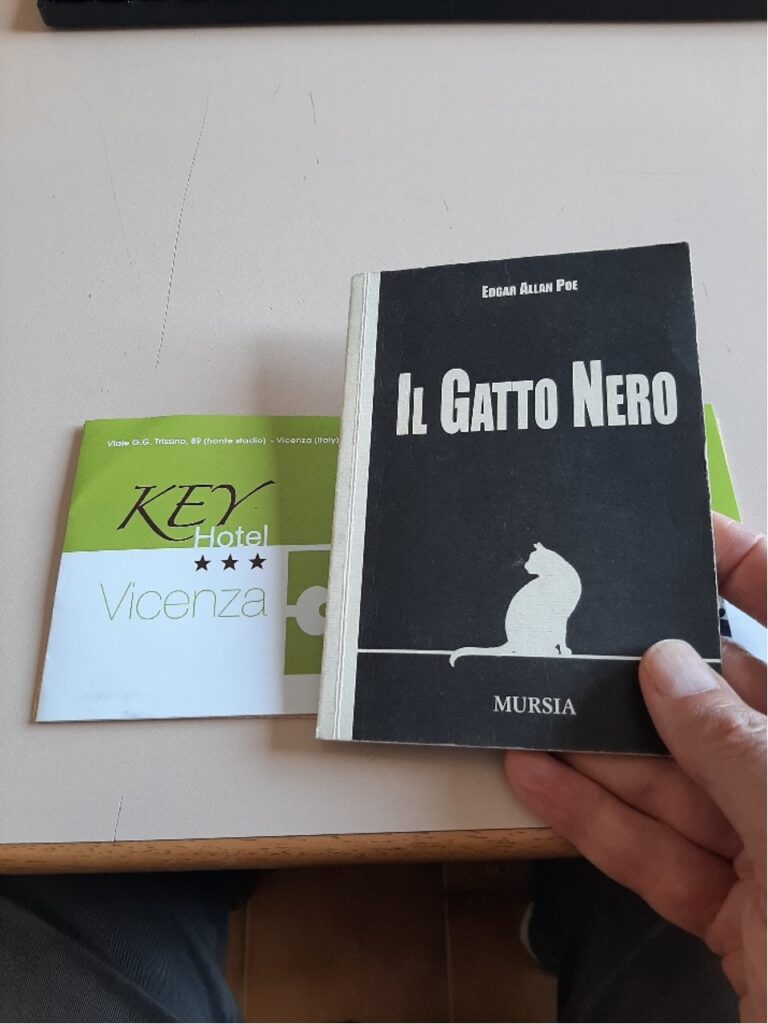 Edgar Allan Poe
Il Gatto Nero
MURSIA
Viale G.G. Trissino, 89 (fronte stadio) - Vicenza (Italy)
KEY
Hotel
★★★
Vicenza